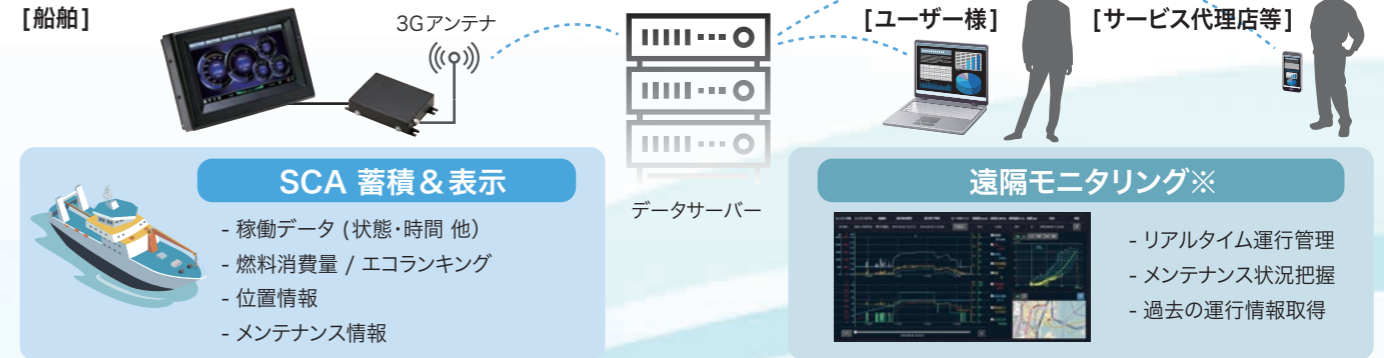 [船舶]
3Gアンテナ
[ユーザー様]
[サービス代理店等]
データサーバー
SCA 蓄積&表示
- 稼働データ (状態・時間 他)
- 燃料消費量 / エコランキング
- 位置情報
- メンテナンス情報
遠隔モニタリング※
- リアルタイム運行管理
- メンテナンス状況把握
- 過去の運行情報取得